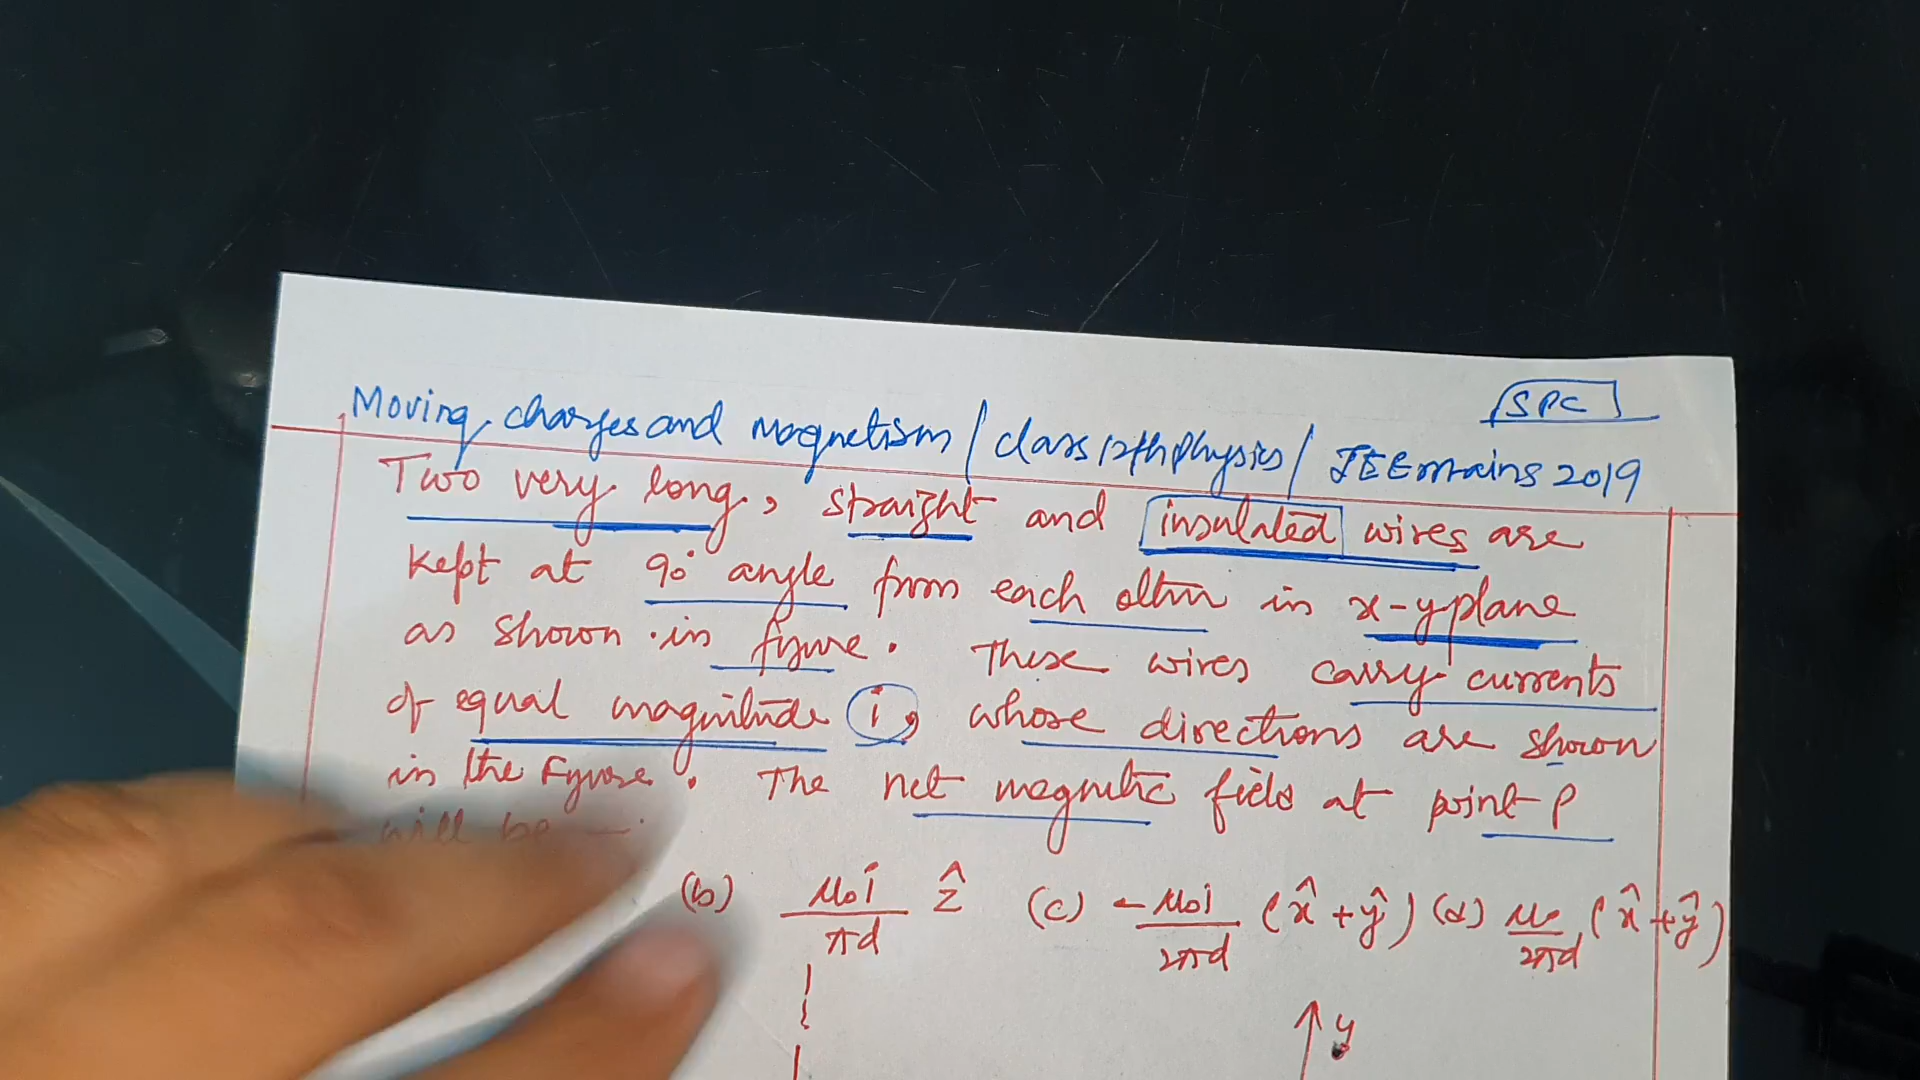 SPC
Moving charges and magnetism / class 12th physics / JEE mains 2019
Two very long, straight and insulated wires are
kept at 90° angle from each other in x-y plane
as shown in figure. These wires carry currents
of equal magnitude i, whose directions are shown
in the figure. The net magnetic field at point P
will be —.
(b) μ₀i/πd ẑ (c) -μ₀i/2πd (x̂ + ŷ) (d) μ₀/2πd (x̂ + ŷ)
y